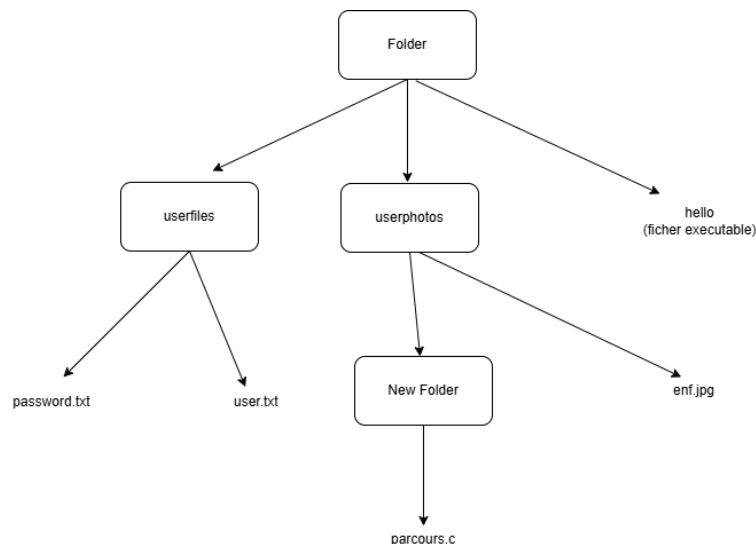 Folder
userfiles
userphotos
hello
(ficher executable)
New Folder
password.txt
user.txt
enf.jpg
parcours.c